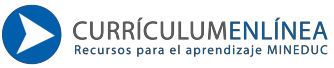 CURRÍCULUMENLÍNEA
Recursos para el aprendizaje MINEDUC